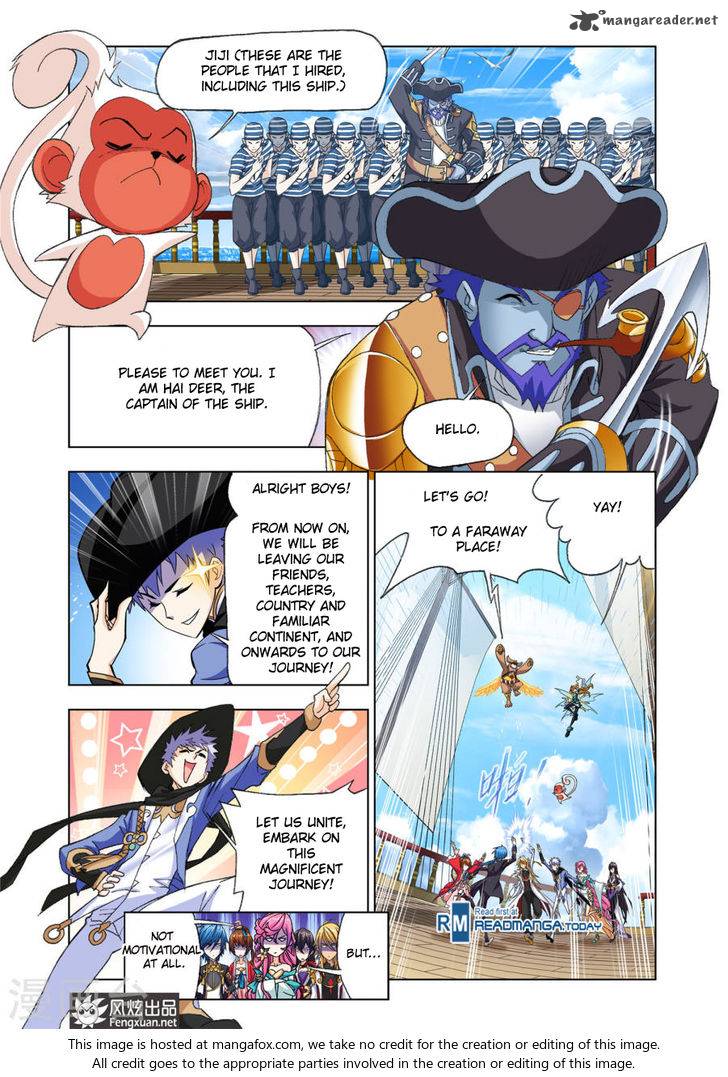 mangareader.net
JIJI (THESE ARE THE
PEOPLE THAT I HIRED,
INCLUDING THIS SHIP.)
PLEASE TO MEET YOU. I
AM HAI DEER, THE
CAPTAIN OF THE SHIP.
HELLO.
ALRIGHT BOYS!
FROM NOW ON,
WE WILL BE
LEAVING OUR
FRIENDS,
TEACHERS,
COUNTRY AND
FAMILIAR
CONTINENT, AND
ONWARDS TO OUR
JOURNEY!
LET'S GO!
TO A FARAWAY
PLACE!
YAY!
LET US UNITE,
EMBARK ON
THIS
MAGNIFICENT
JOURNEY!
NOT
MOTIVATIONAL
AT ALL.
BUT...
RM
Read first at
READMANGA.TODAY
风炫出品
Fengxuan.net
This image is hosted at mangafox.com, we take no credit for the creation or editing of this image.
All credit goes to the appropriate parties involved in the creation or editing of this image.